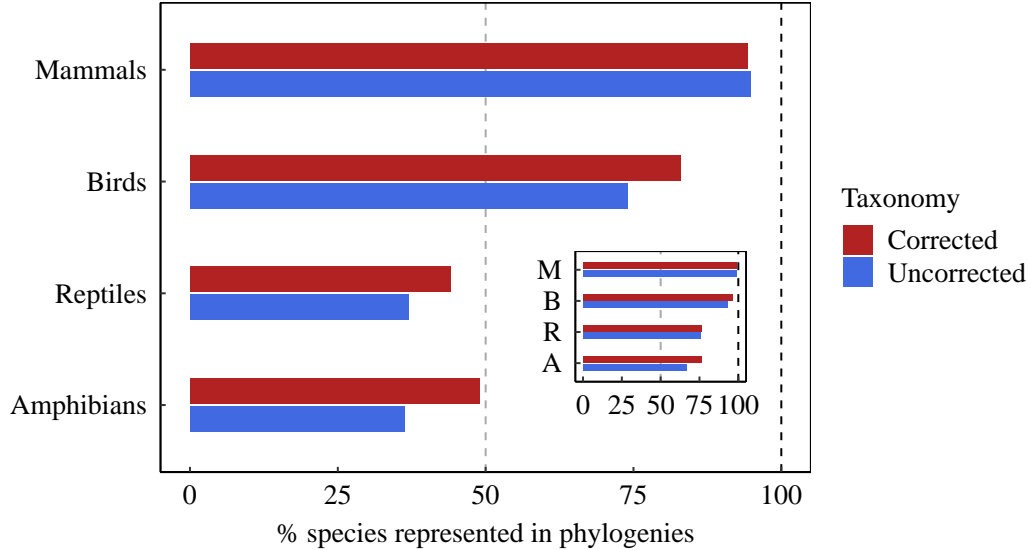 Mammals
Birds
Reptiles
Amphibians
0 25 50 75 100
% species represented in phylogenies
M
B
R
A
0 25 50 75 100
Taxonomy
Corrected
Uncorrected